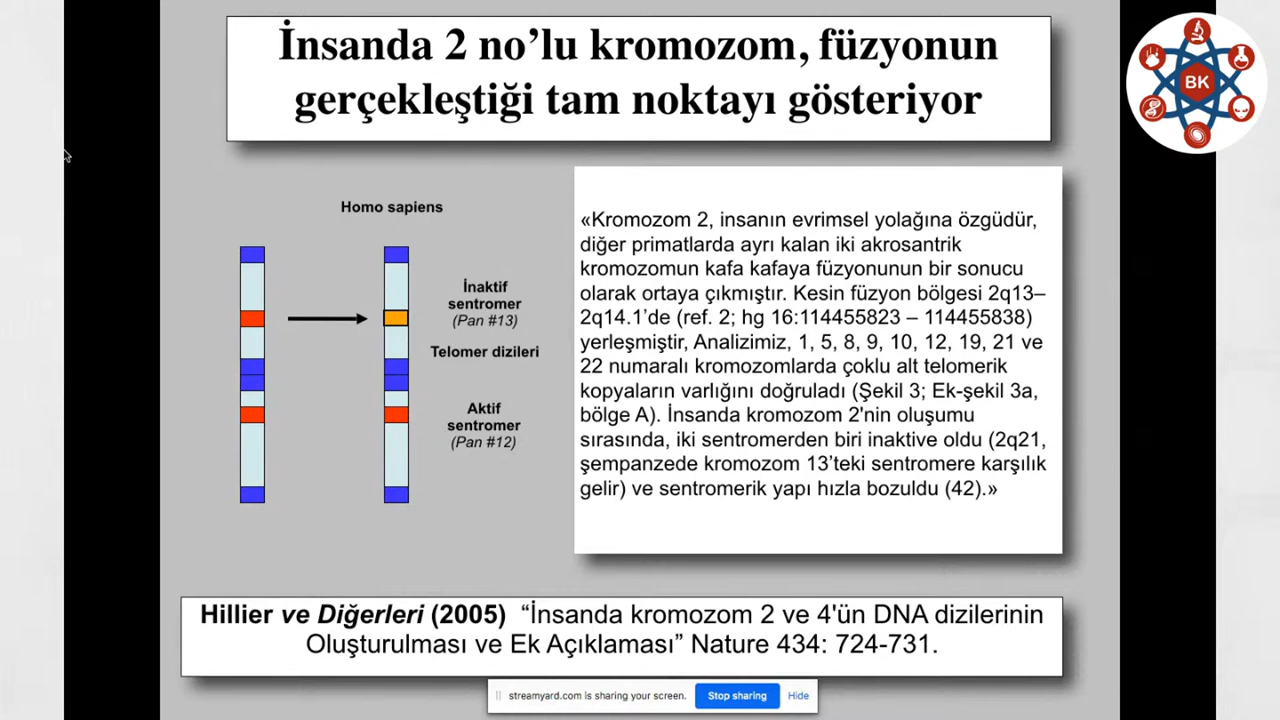 İnsanda 2 no’lu kromozom, füzyonun
gerçekleştiği tam noktayı gösteriyor
BK
Homo sapiens
İnaktif
sentromer
(Pan #13)
Telomer dizileri
Aktif
sentromer
(Pan #12)
«Kromozom 2, insanın evrimsel yolağına özgüdür,
diğer primatlarda ayrı kalan iki akrosantrik
kromozomun kafa kafaya füzyonunun bir sonucu
olarak ortaya çıkmıştır. Kesin füzyon bölgesi 2q13–
2q14.1’de (ref. 2; hg 16:114455823 – 114455838)
yerleşmiştir, Analizimiz, 1, 5, 8, 9, 10, 12, 19, 21 ve
22 numaralı kromozomlarda çoklu alt telomerik
kopyaların varlığını doğruladı (Şekil 3; Ek-şekil 3a,
bölge A). İnsanda kromozom 2'nin oluşumu
sırasında, iki sentromerden biri inaktive oldu (2q21,
şempanzede kromozom 13’teki sentromere karşılık
gelir) ve sentromerik yapı hızla bozuldu (42).»
Hillier ve Diğerleri (2005) “İnsanda kromozom 2 ve 4'ün DNA dizilerinin
Oluşturulması ve Ek Açıklaması” Nature 434: 724-731.
streamyard.com is sharing your screen. Stop sharing Hide